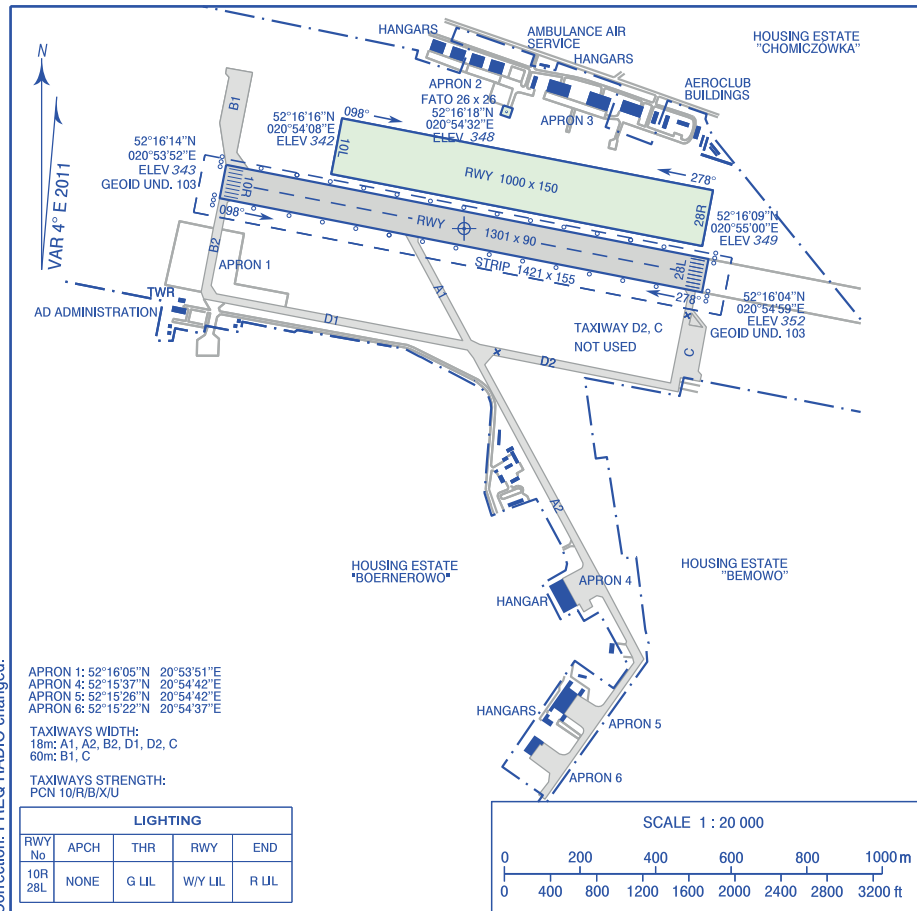 HANGARS
AMBULANCE AIR
SERVICE
HANGARS
HOUSING ESTATE
"CHOMICZÓWKA"
N
VAR 4° E 2011
B1
APRON 2
FATO 26 x 26
52°16'18"N
020°54'32"E
ELEV 348
AEROCLUB
BUILDINGS
APRON 3
52°16'16"N
020°54'08"E
ELEV 342
098°
10L
52°16'14"N
020°53'52"E
ELEV 343
GEOID UND. 103
10R
098°
RWY 1000 x 150
278°
28R
52°16'09"N
020°55'00"E
ELEV 349
RWY 1301 x 90
STRIP 1421 x 155
28L
278°
52°16'04"N
020°54'59"E
ELEV 352
GEOID UND. 103
B2
APRON 1
A1
TWR
AD ADMINISTRATION
D1
TAXIWAY D2, C
NOT USED
D2
C
A2
HOUSING ESTATE
"BOERNEROWO"
HOUSING ESTATE
"BEMOWO"
APRON 4
HANGAR
HANGARS
APRON 5
APRON 6
APRON 1: 52°16'05"N 20°53'51"E
APRON 4: 52°15'37"N 20°54'42"E
APRON 5: 52°15'26"N 20°54'42"E
APRON 6: 52°15'22"N 20°54'37"E
TAXIWAYS WIDTH:
18m: A1, A2, B2, D1, D2, C
60m: B1, C
TAXIWAYS STRENGTH:
PCN 10/R/B/X/U
LIGHTING
RWY No APCH THR RWY END
10R 28L NONE G LIL W/Y LIL R LIL
SCALE 1 : 20 000
0 200 400 600 800 1000 m
0 400 800 1200 1600 2000 2400 2800 3200 ft
Correction: FREQ RADIO changed.